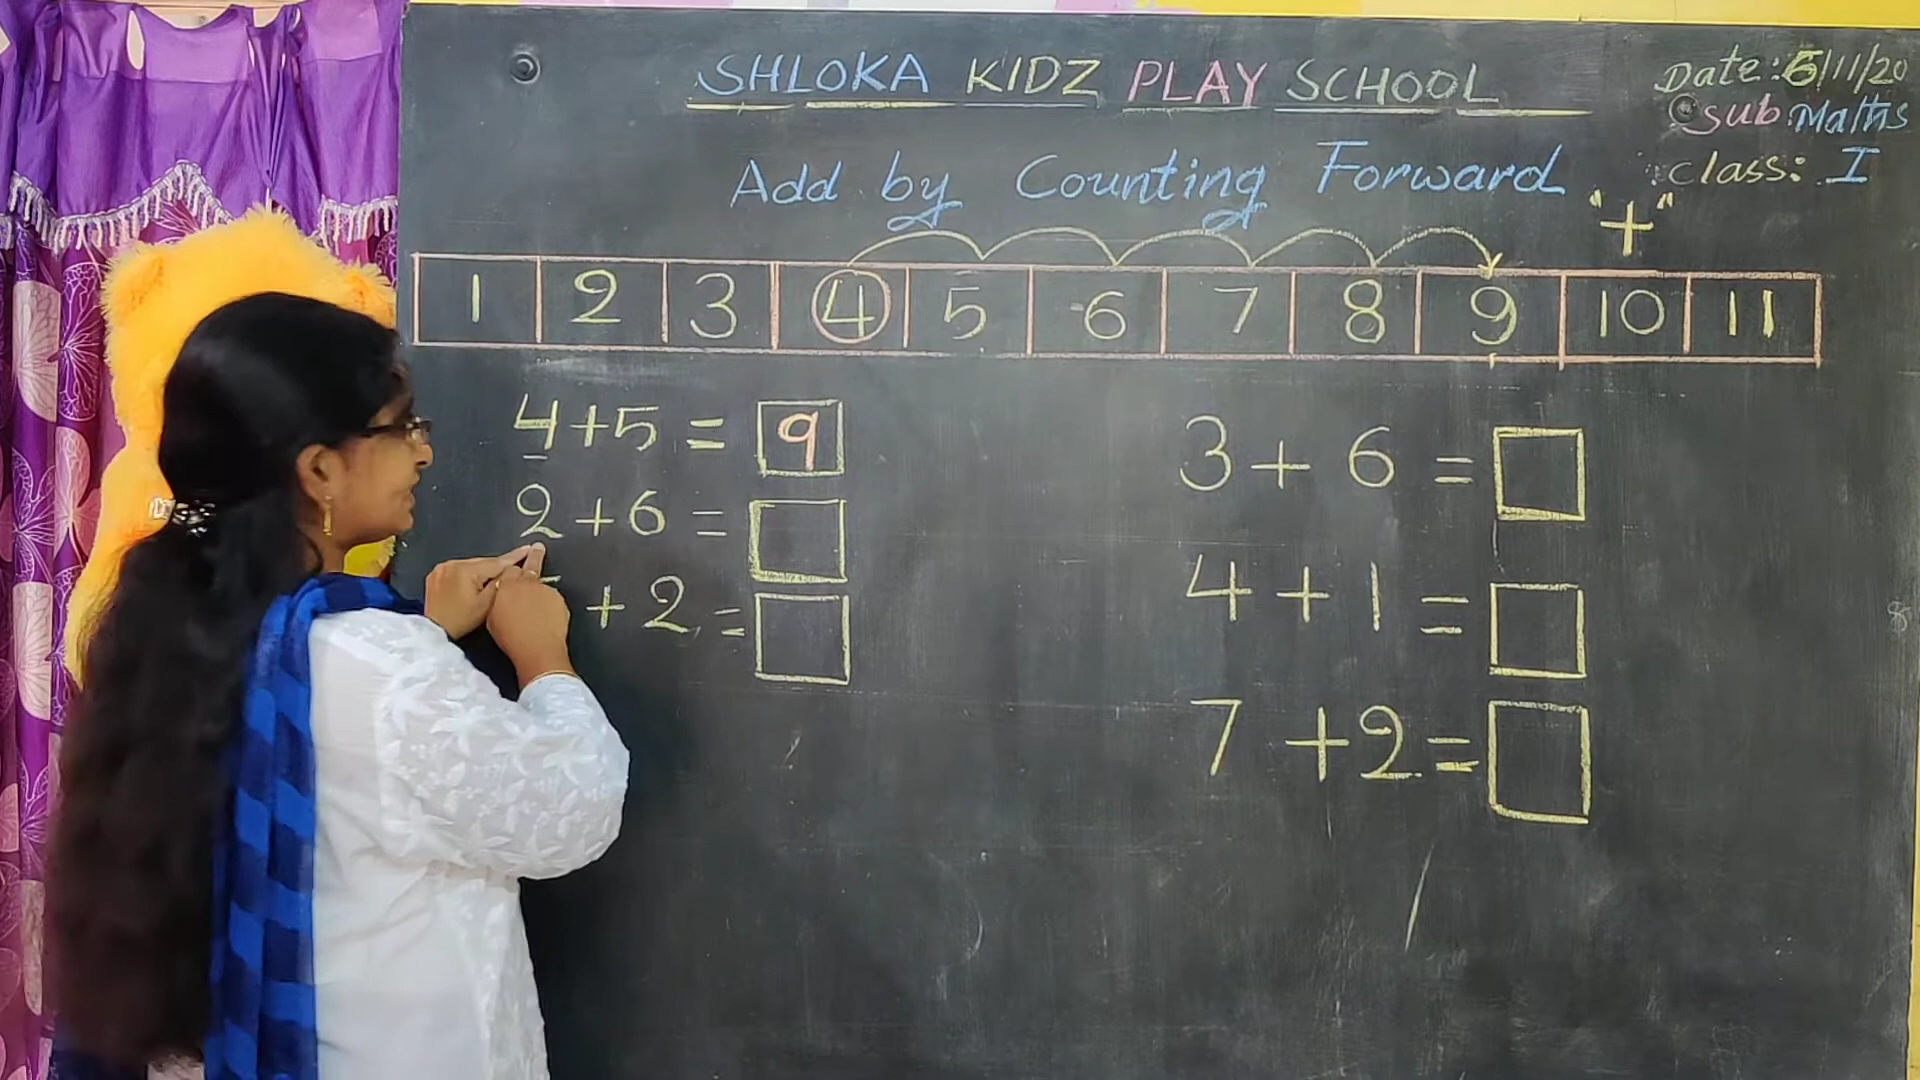 SHLOKA KIDZ PLAY SCHOOL
Date: 5/11/20
Sub: Maths
Class: I
Add by Counting Forward
"+"
1 2 3 4 5 6 7 8 9 10 11
4+5 = 9
2+6 =
+2 =
3+6 =
4+1 =
7+2 =